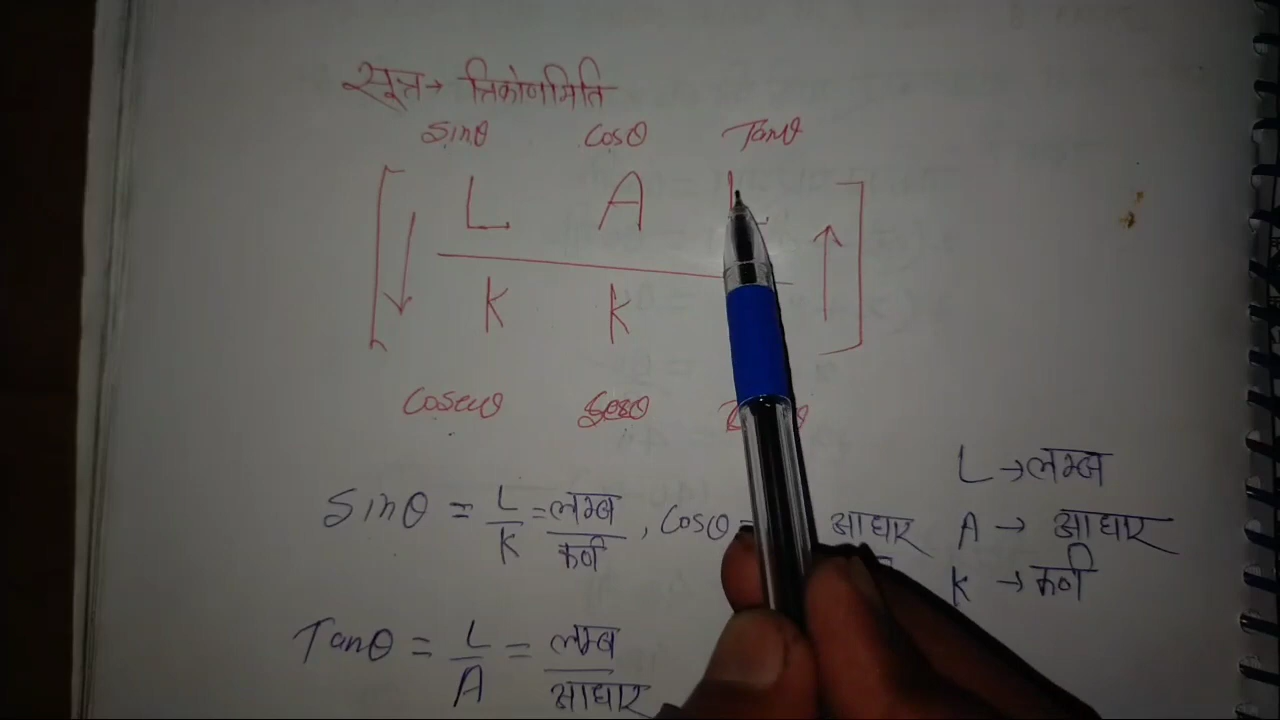 सूत्र→ त्रिकोणमिति
Sinθ Cosθ Tanθ
L A L
K K
Cosecθ Secθ
L →लम्ब
Sinθ = L/K = लम्ब/कर्ण , Cosθ = आधार
A → आधार
K → कर्ण
Tanθ = L/A = लम्ब/आधार